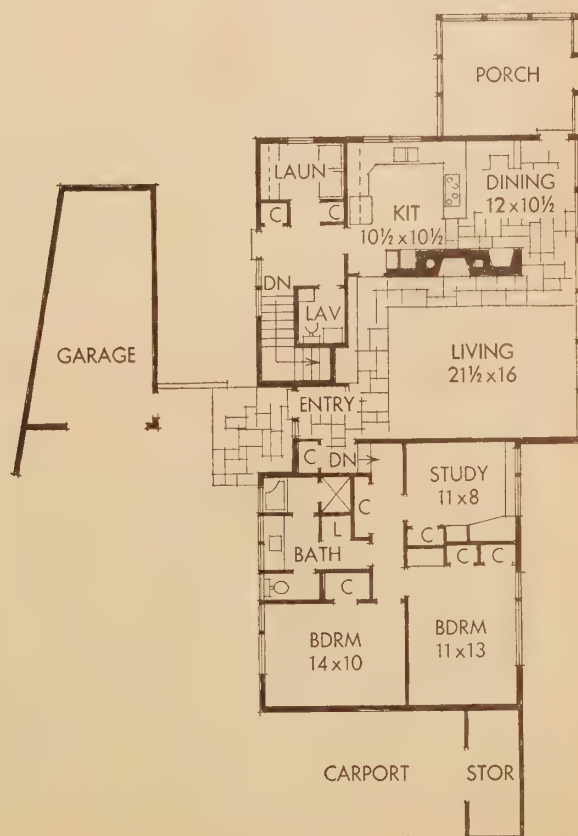 PORCH
LAUN
DINING
12 x 10½
C
C
KIT
10½ x 10½
DN
LAV
GARAGE
LIVING
21½ x 16
ENTRY
C
DN
STUDY
11 x 8
C
L
BATH
C
C
C
C
BDRM
14 x 10
BDRM
11 x 13
CARPORT
STOR